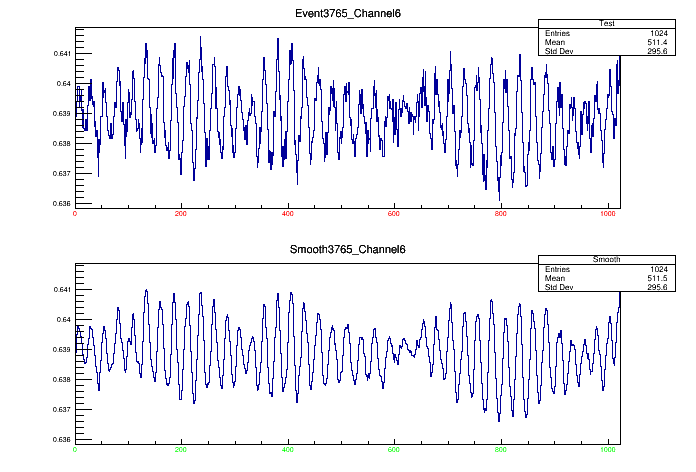 Event3765_Channel6
Test
Entries 1024
Mean 511.4
Std Dev 295.6
0.641
0.64
0.639
0.638
0.637
0.636
0 200 400 600 800 1000
Smooth3765_Channel6
Smooth
Entries 1024
Mean 511.5
Std Dev 295.6
0.641
0.64
0.639
0.638
0.637
0.636
0 200 400 600 800 1000